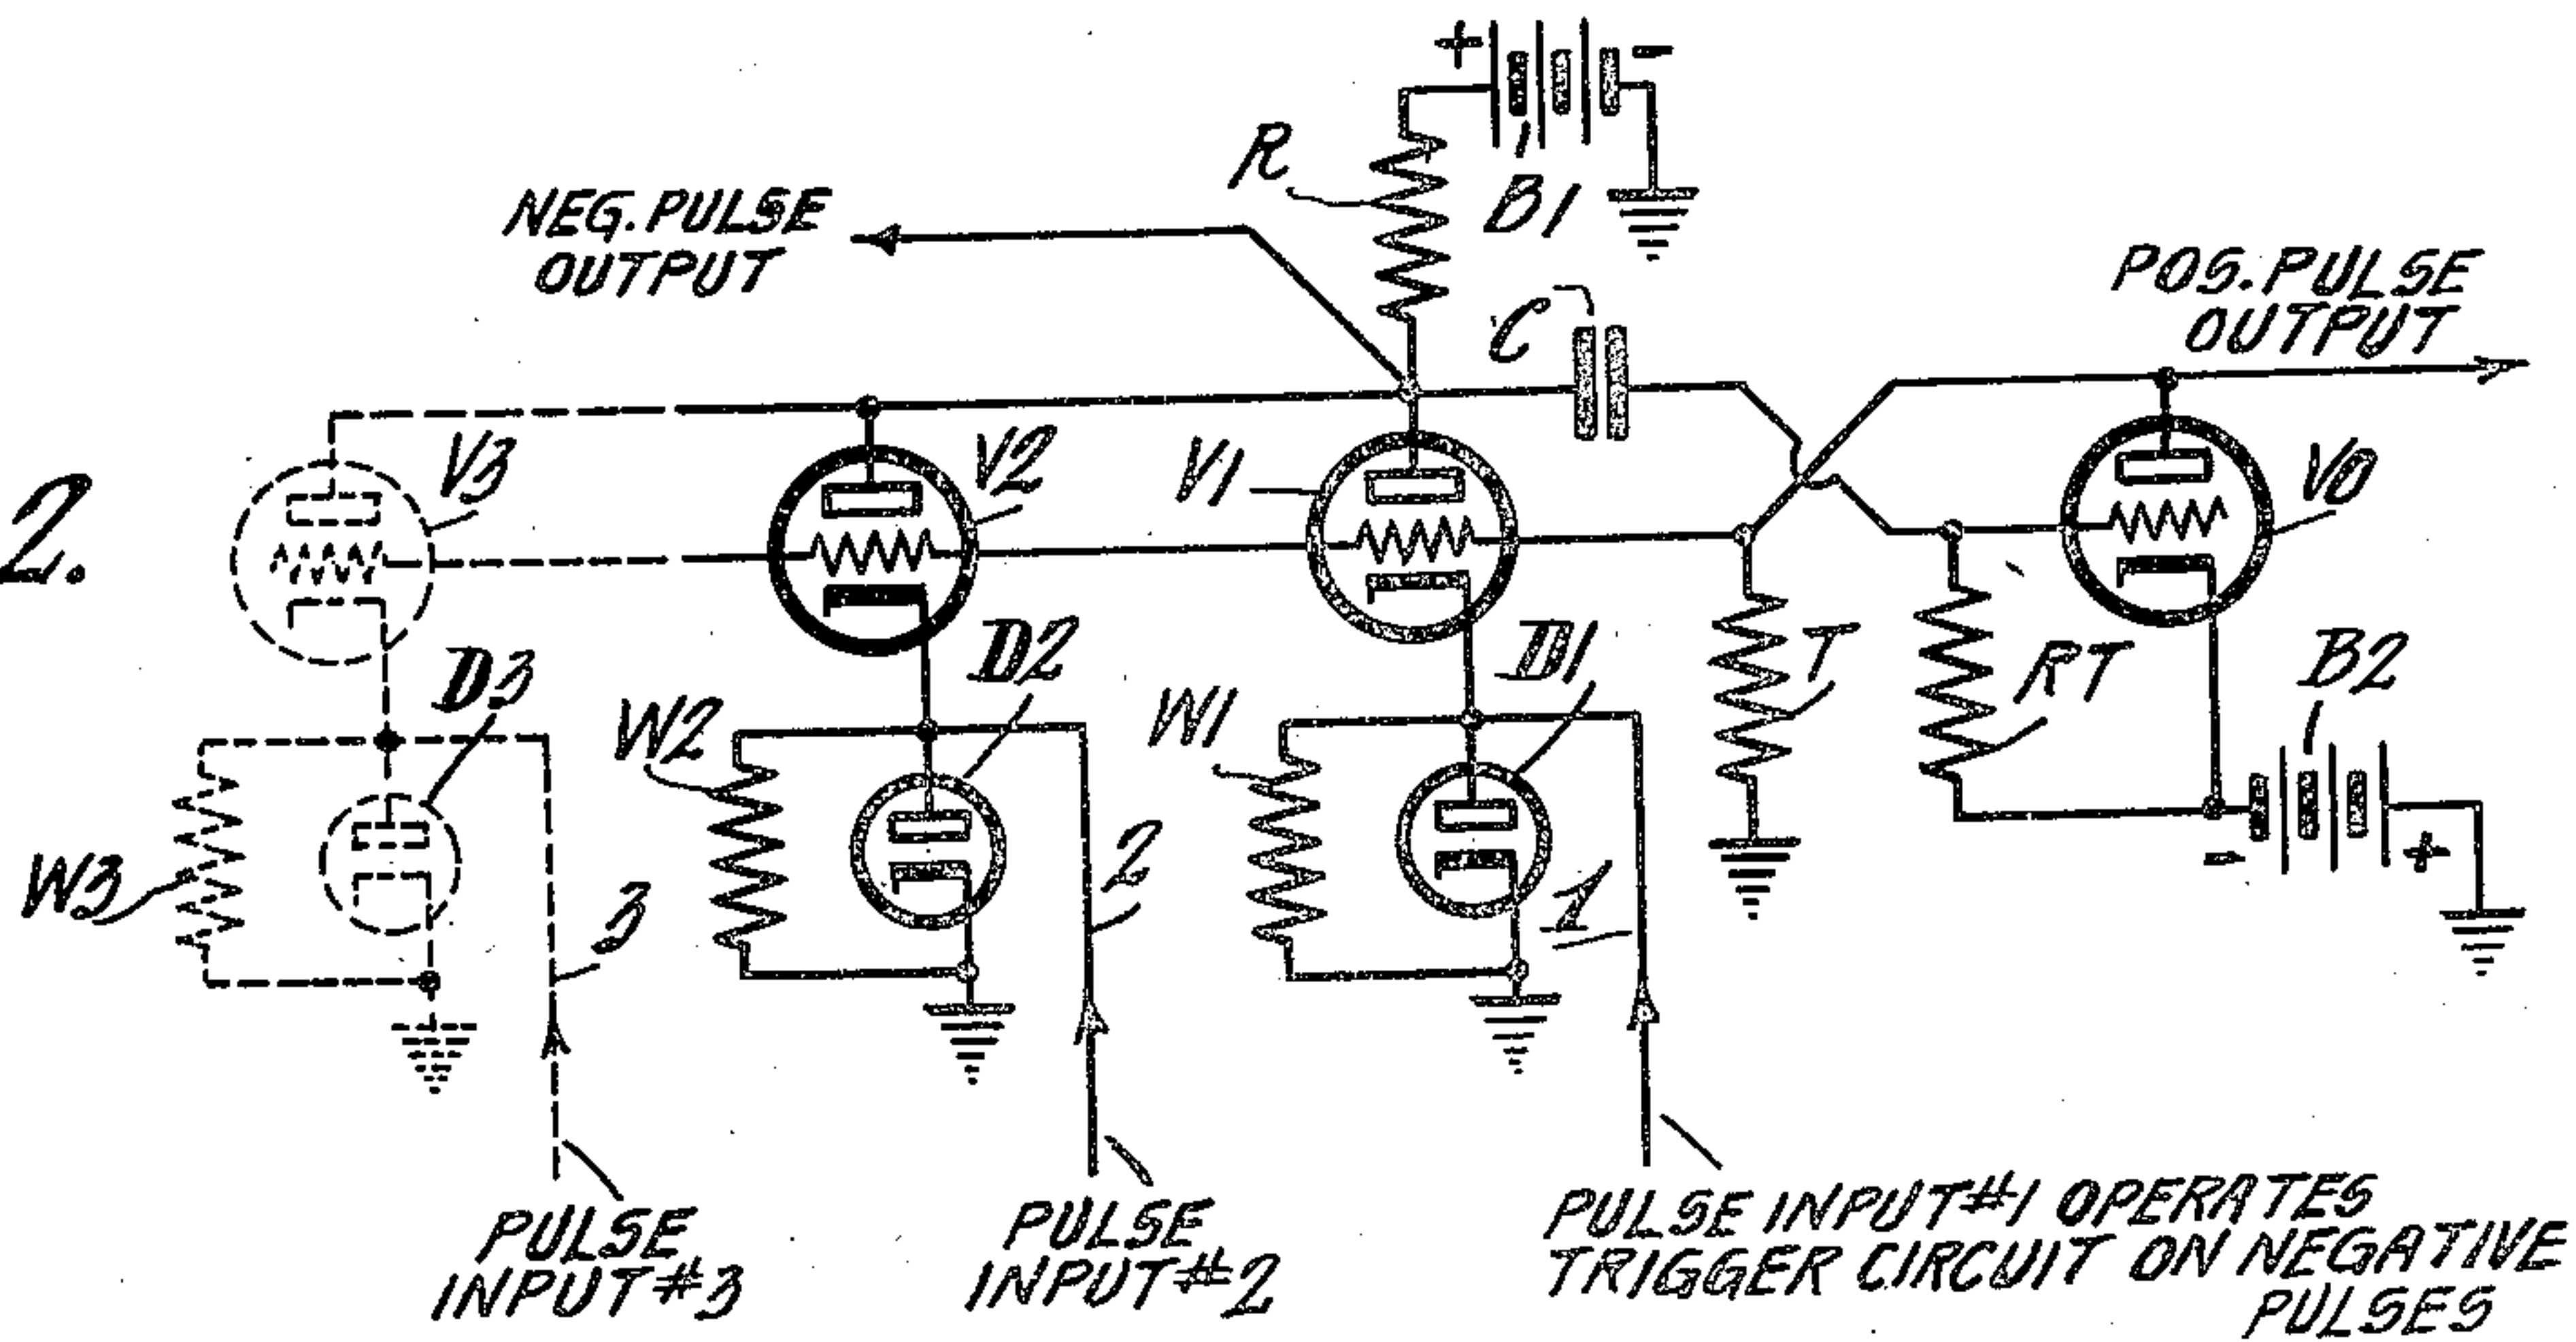 2.
+ -
R
B1
NEG. PULSE
OUTPUT
POS. PULSE
OUTPUT
C
V3
V2
V1
VO
D3
D2
D1
T
RT
B2
W3
W2
W1
- +
3
2
1
PULSE
INPUT #3
PULSE
INPUT #2
PULSE INPUT #1 OPERATES
TRIGGER CIRCUIT ON NEGATIVE
PULSES